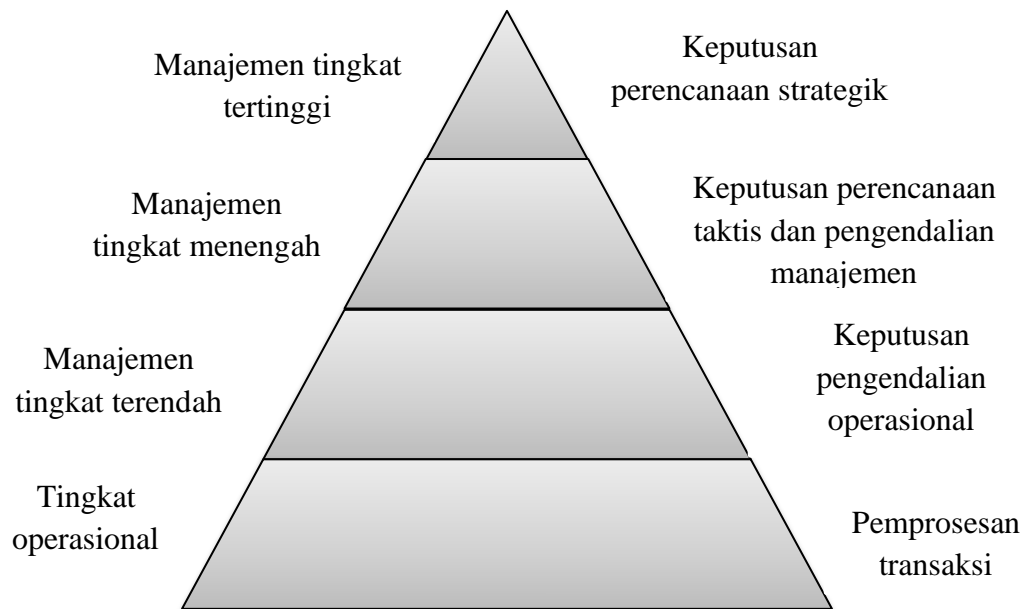 Manajemen tingkat
tertinggi
Keputusan
perencanaan strategik
Manajemen
tingkat menengah
Keputusan perencanaan
taktis dan pengendalian
manajemen
Manajemen
tingkat terendah
Keputusan
pengendalian
operasional
Tingkat
operasional
Pemprosesan
transaksi